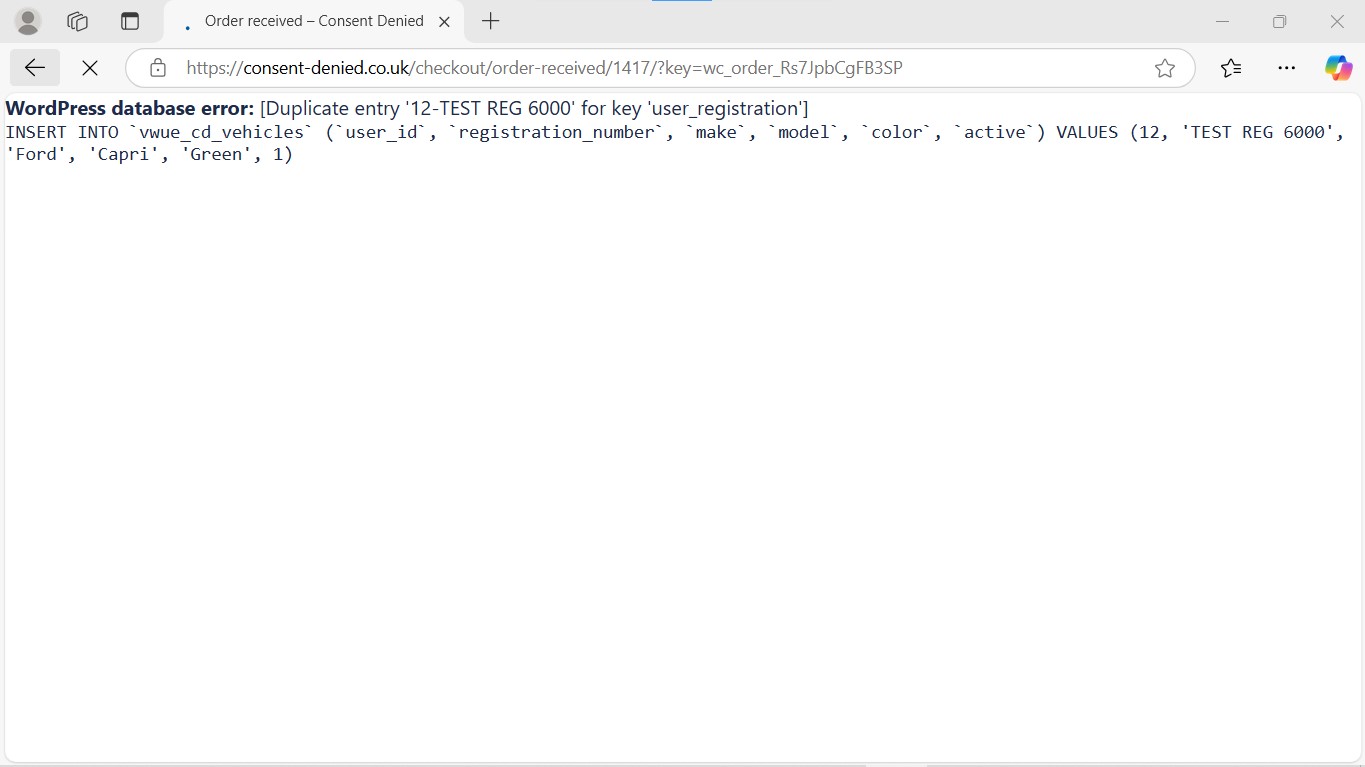 Order received – Consent Denied
https://consent-denied.co.uk/checkout/order-received/1417/?key=wc_order_Rs7JpbCgFB3SP
WordPress database error: [Duplicate entry '12-TEST REG 6000' for key 'user_registration']
INSERT INTO `vwue_cd_vehicles` (`user_id`, `registration_number`, `make`, `model`, `color`, `active`) VALUES (12, 'TEST REG 6000',
'Ford', 'Capri', 'Green', 1)